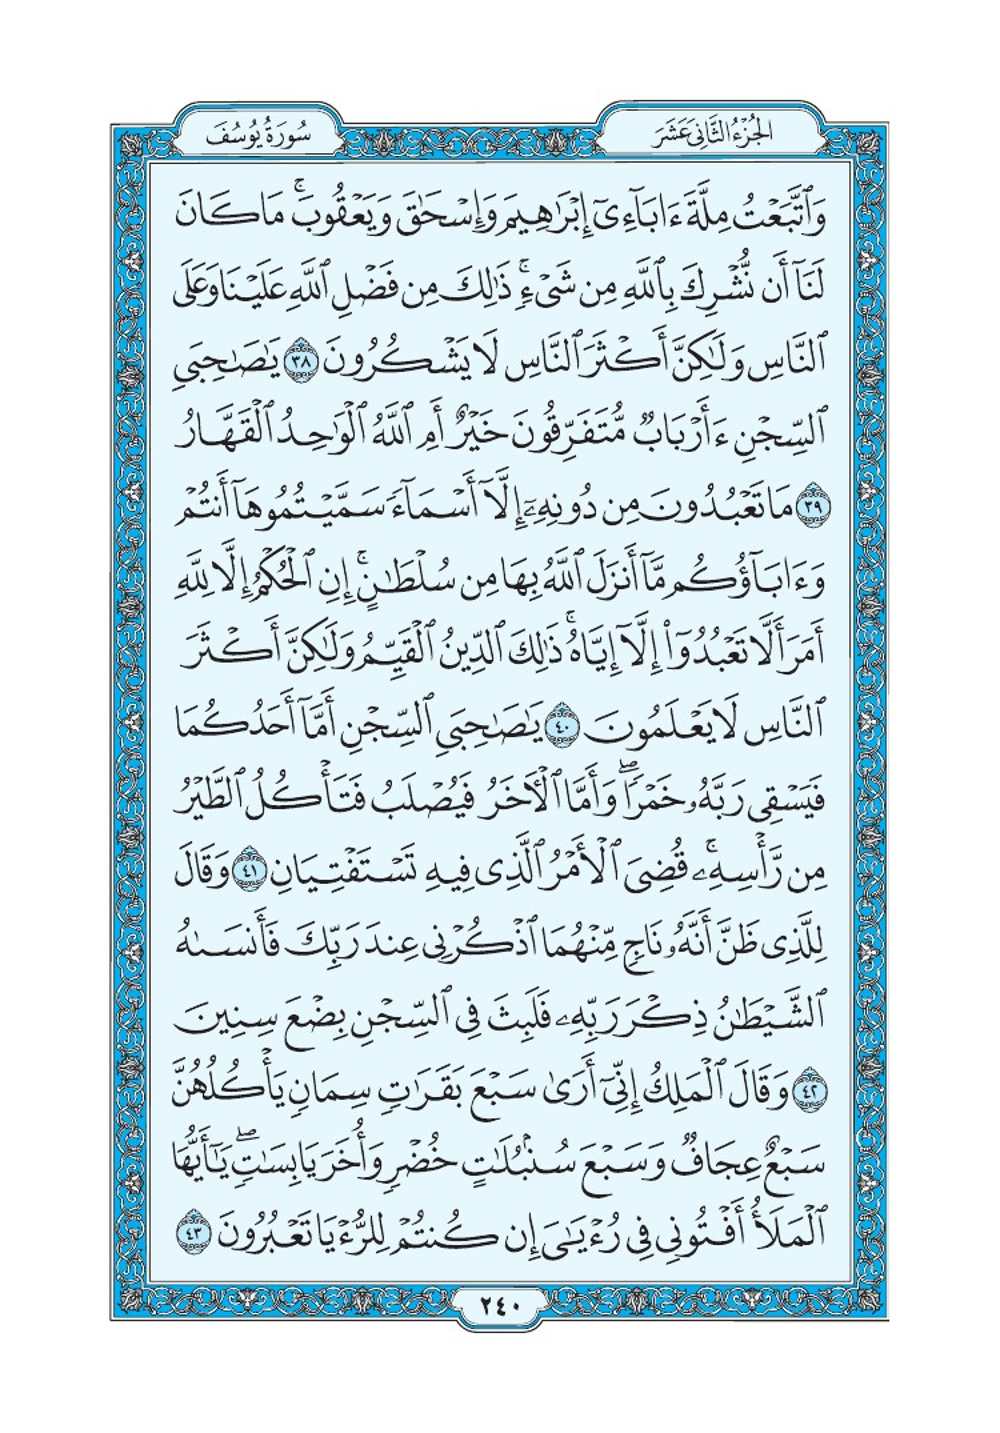 الجُزْءُ الثَّانِي عَشَرَ
سُورَةُ يُوسُفَ
وَٱتَّبَعْتُ مِلَّةَ ءَابَآءِىٓ إِبْرَٰهِيمَ وَإِسْحَٰقَ وَيَعْقُوبَۚ مَا كَانَ
لَنَآ أَن نُّشْرِكَ بِٱللَّهِ مِن شَىْءٍۚ ذَٰلِكَ مِن فَضْلِ ٱللَّهِ عَلَيْنَا وَعَلَى
ٱلنَّاسِ وَلَٰكِنَّ أَكْثَرَ ٱلنَّاسِ لَا يَشْكُرُونَ ٣٨ يَٰصَٰحِبَىِ
ٱلسِّجْنِ ءَأَرْبَابٌ مُّتَفَرِّقُونَ خَيْرٌ أَمِ ٱللَّهُ ٱلْوَٰحِدُ ٱلْقَهَّارُ
٣٩ مَا تَعْبُدُونَ مِن دُونِهِۦٓ إِلَّآ أَسْمَآءً سَمَّيْتُمُوهَآ أَنتُمْ
وَءَابَآؤُكُم مَّآ أَنزَلَ ٱللَّهُ بِهَا مِن سُلْطَٰنٍۚ إِنِ ٱلْحُكْمُ إِلَّا لِلَّهِ
أَمَرَ أَلَّا تَعْبُدُوٓا۟ إِلَّآ إِيَّاهُۚ ذَٰلِكَ ٱلدِّينُ ٱلْقَيِّمُ وَلَٰكِنَّ أَكْثَرَ
ٱلنَّاسِ لَا يَعْلَمُونَ ٤٠ يَٰصَٰحِبَىِ ٱلسِّجْنِ أَمَّآ أَحَدُكُمَا
فَيَسْقِى رَبَّهُۥ خَمْرًاۖ وَأَمَّا ٱلْءَاخَرُ فَيُصْلَبُ فَتَأْكُلُ ٱلطَّيْرُ
مِن رَّأْسِهِۦۚ قُضِىَ ٱلْأَمْرُ ٱلَّذِى فِيهِ تَسْتَفْتِيَانِ ٤١ وَقَالَ
لِلَّذِى ظَنَّ أَنَّهُۥ نَاجٍ مِّنْهُمَا ٱذْكُرْنِى عِندَ رَبِّكَ فَأَنسَىٰهُ
ٱلشَّيْطَٰنُ ذِكْرَ رَبِّهِۦ فَلَبِثَ فِى ٱلسِّجْنِ بِضْعَ سِنِينَ
٤٢ وَقَالَ ٱلْمَلِكُ إِنِّىٓ أَرَىٰ سَبْعَ بَقَرَٰتٍ سِمَانٍ يَأْكُلُهُنَّ
سَبْعٌ عِجَافٌ وَسَبْعَ سُنۢبُلَٰتٍ خُضْرٍ وَأُخَرَ يَابِسَٰتٍۖ يَٰٓأَيُّهَا
ٱلْمَلَأُ أَفْتُونِى فِى رُءْيَٰىَ إِن كُنتُمْ لِلرُّءْيَا تَعْبُرُونَ ٤٣
٢٤٠